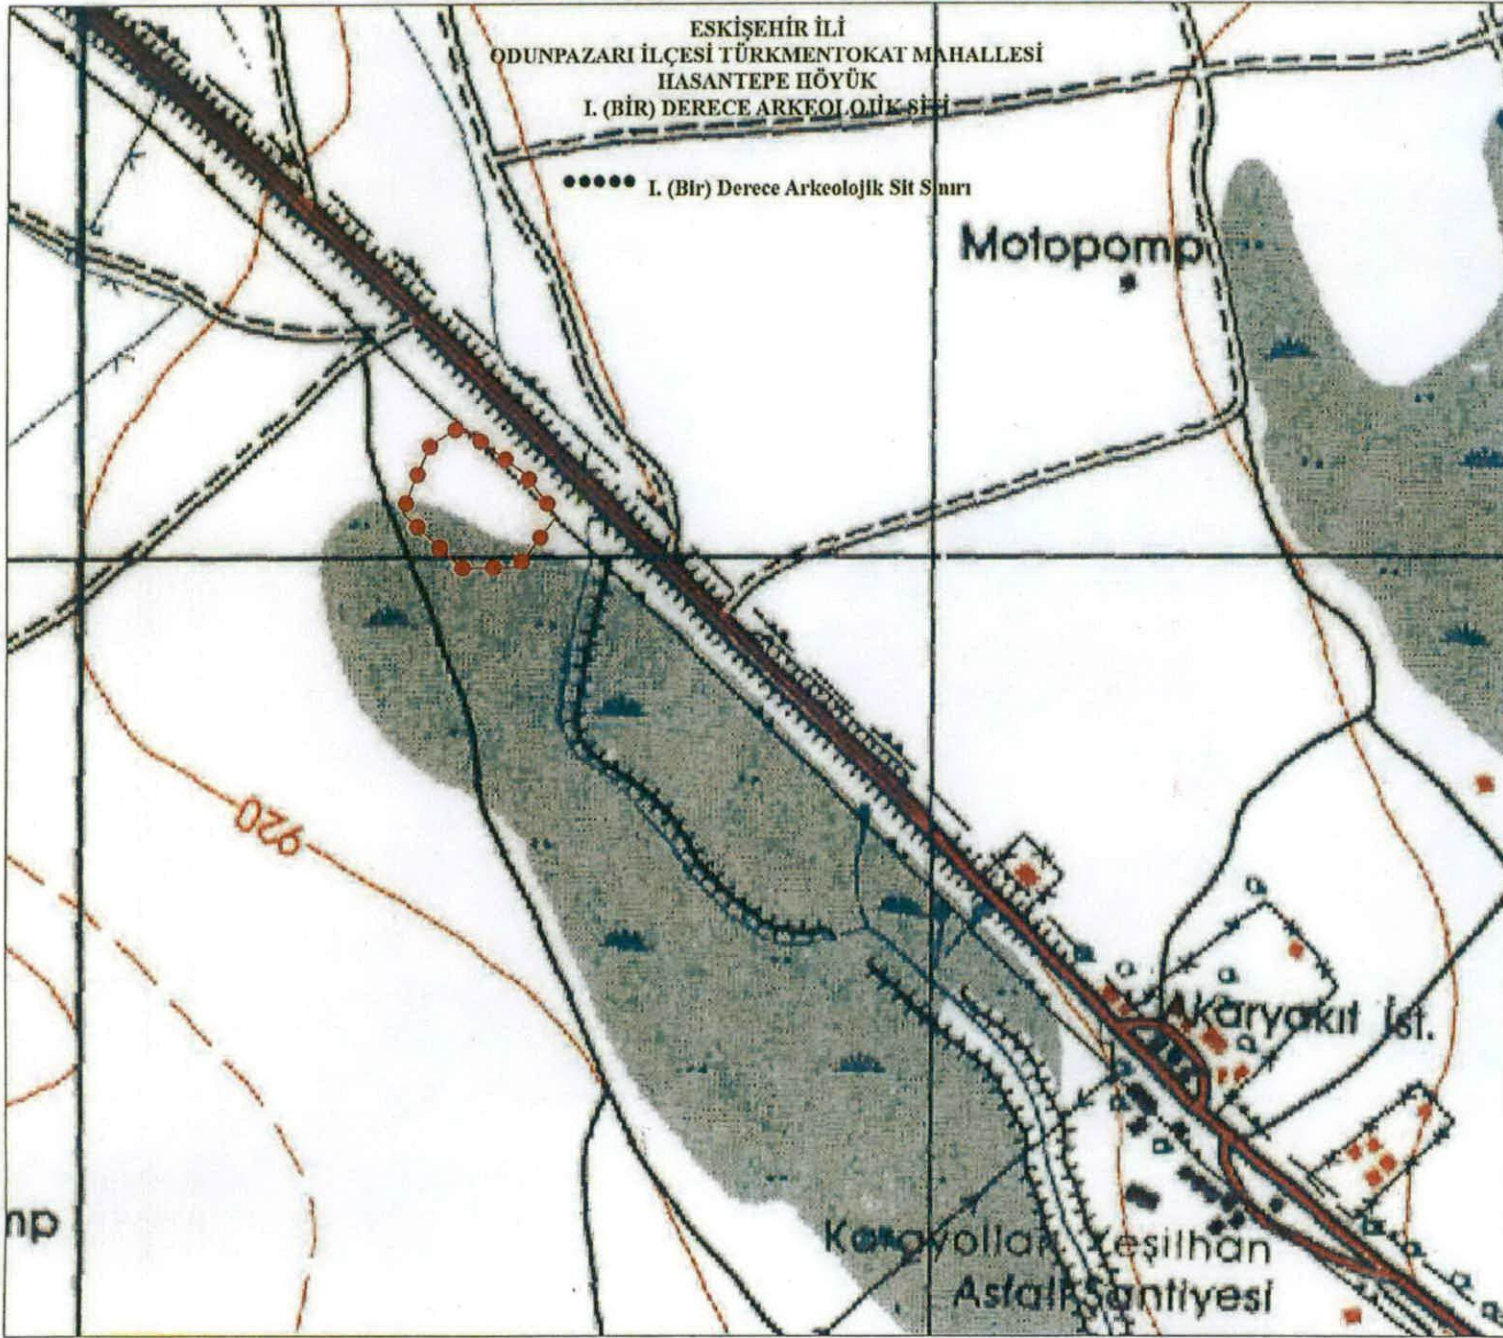 ESKİŞEHİR İLİ
ODUNPAZARI İLÇESİ TÜRKMENTOKAT MAHALLESİ
HASANTEPE HÖYÜK
I. (BİR) DERECE ARKEOLOJİK SİTİ
I. (Bir) Derece Arkeolojik Sit Sınırı
Motopomp
920
Akaryakıt İst.
mp
Karayolları Yeşilhan
Asfalt Şantiyesi